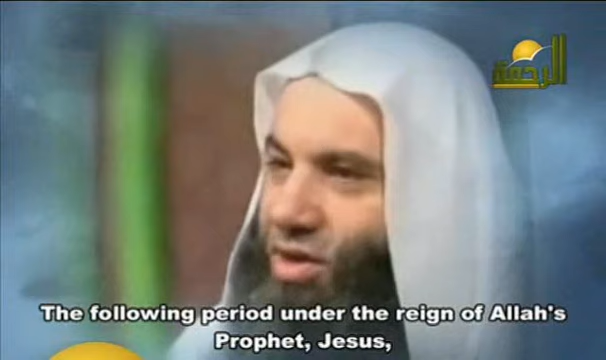 الرحمة
The following period under the reign of Allah's
Prophet, Jesus,